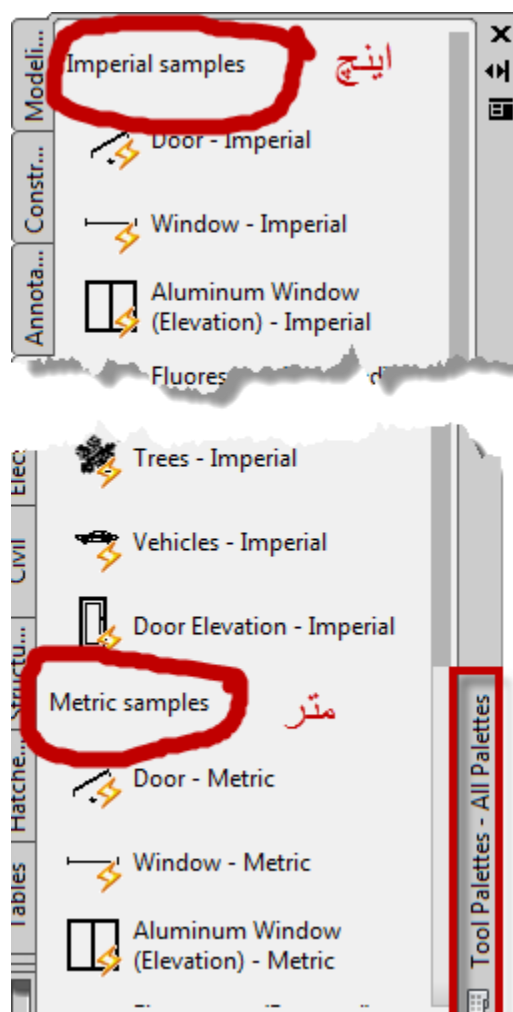 Modeli...
Constr...
Annota...
Imperial samples
اینچ
Door - Imperial
Window - Imperial
Aluminum Window
(Elevation) - Imperial
Trees - Imperial
Vehicles - Imperial
Door Elevation - Imperial
Metric samples
متر
Door - Metric
Window - Metric
Aluminum Window
(Elevation) - Metric
Civil
Structu...
Hatche...
Tables
Tool Palettes - All Palettes